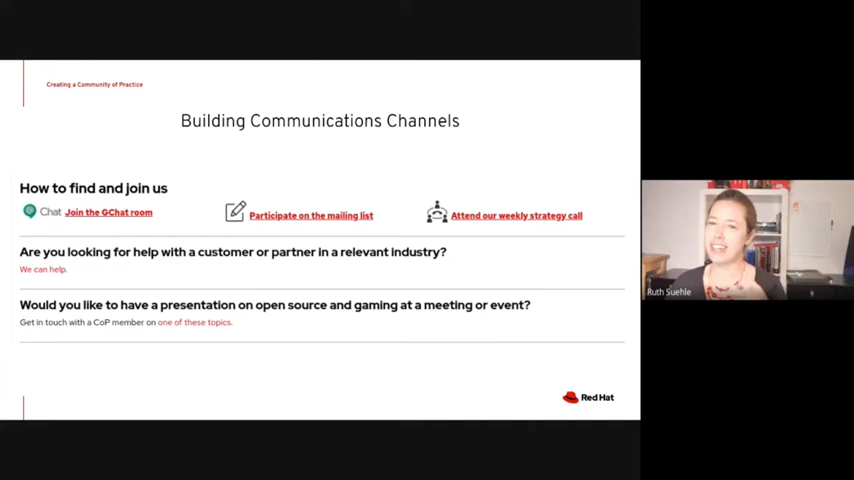 Creating a Community of Practice
Building Communications Channels
How to find and join us
Chat Join the GChat room
Participate on the mailing list
Attend our weekly strategy call
Are you looking for help with a customer or partner in a relevant industry?
We can help.
Would you like to have a presentation on open source and gaming at a meeting or event?
Get in touch with a CoP member on one of these topics.
Ruth Suehle
Red Hat